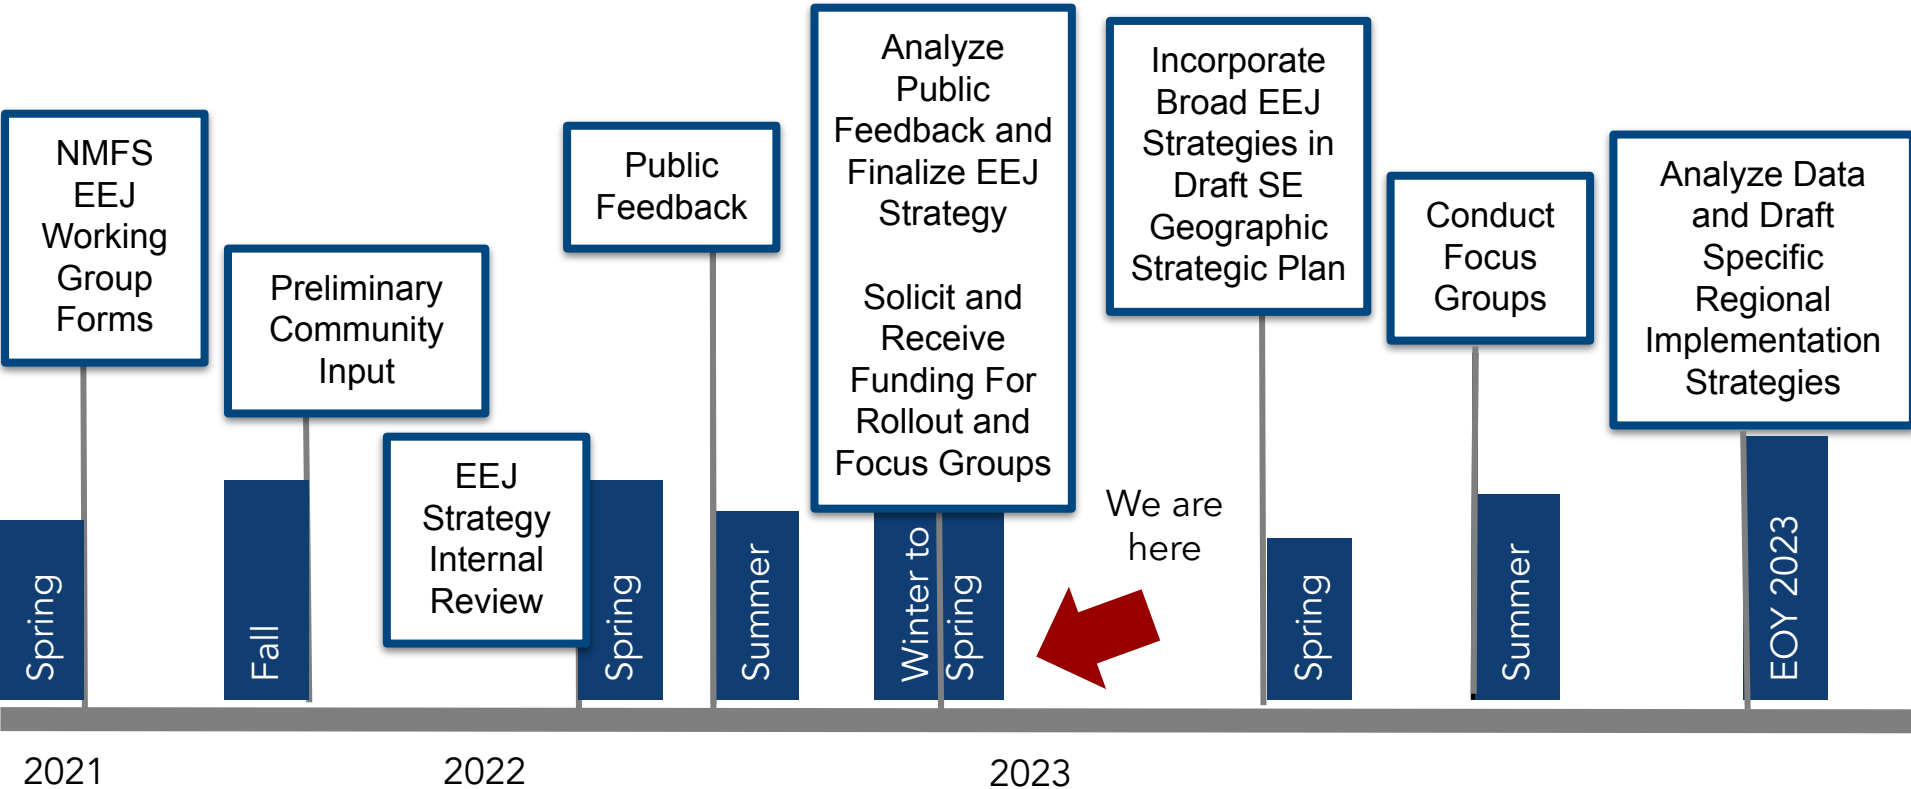 NMFS
EEJ
Working
Group
Forms
Preliminary
Community
Input
EEJ
Strategy
Internal
Review
Public
Feedback
Analyze
Public
Feedback and
Finalize EEJ
Strategy
Solicit and
Receive
Funding For
Rollout and
Focus Groups
Incorporate
Broad EEJ
Strategies in
Draft SE
Geographic
Strategic Plan
Conduct
Focus
Groups
Analyze Data
and Draft
Specific
Regional
Implementation
Strategies
We are
here
Spring
Fall
Spring
Summer
Winter to
Spring
Spring
Summer
EOY 2023
2021
2022
2023